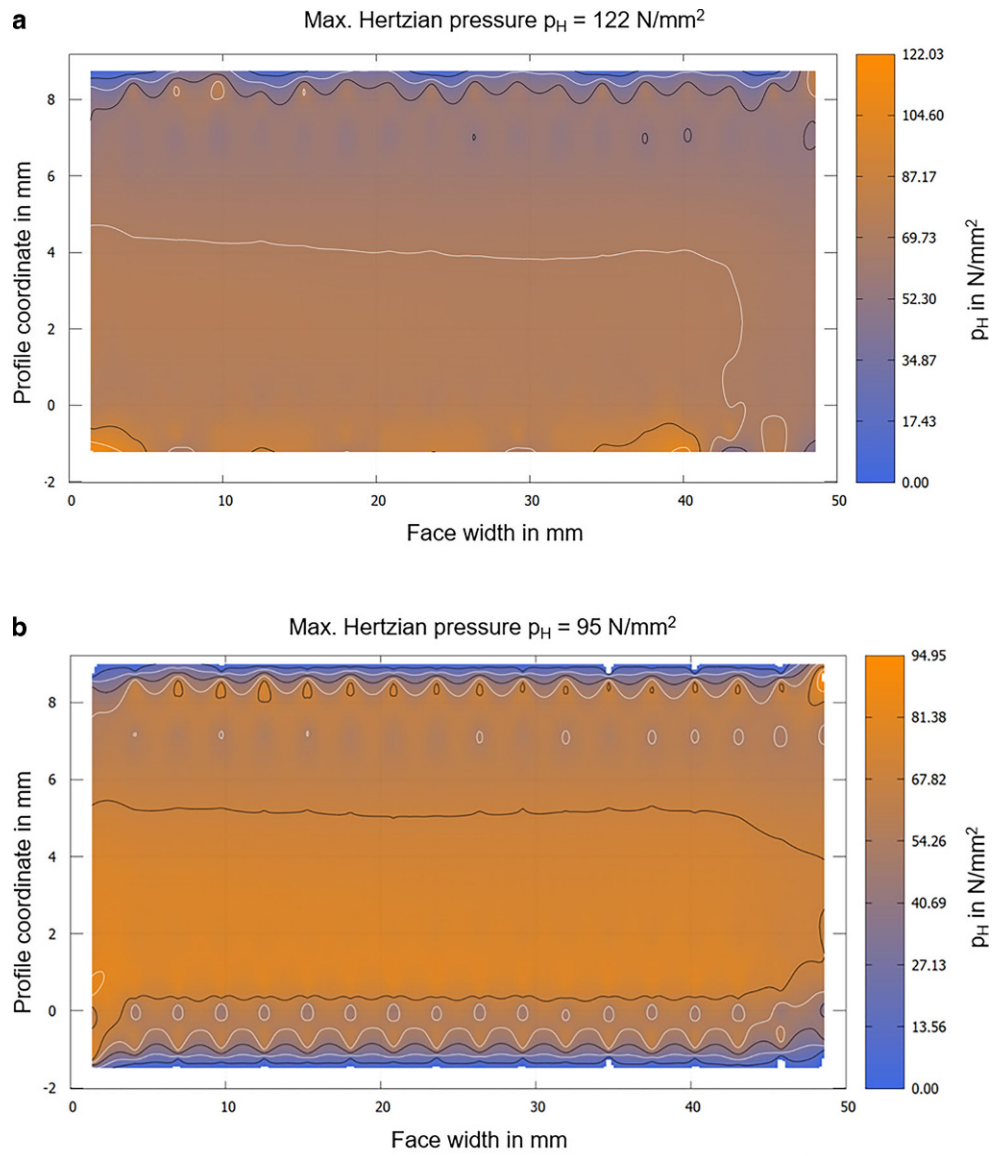 a
Max. Hertzian pressure pH = 122 N/mm²
8
6
4
2
0
-2
0 10 20 30 40 50
Profile coordinate in mm
Face width in mm
122.03
104.60
87.17
69.73
52.30
34.87
17.43
0.00
pH in N/mm²
b
Max. Hertzian pressure pH = 95 N/mm²
8
6
4
2
0
-2
0 10 20 30 40 50
Profile coordinate in mm
Face width in mm
94.95
81.38
67.82
54.26
40.69
27.13
13.56
0.00
pH in N/mm²